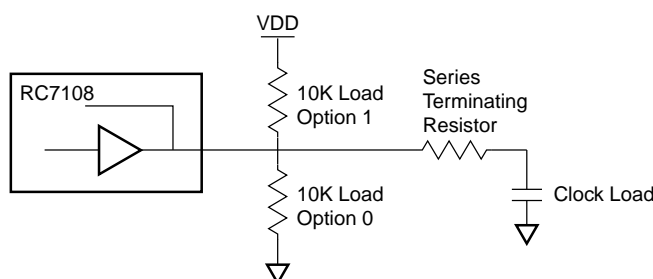 VDD
RC7108
10K Load
Option 1
Series
Terminating
Resistor
10K Load
Option 0
Clock Load